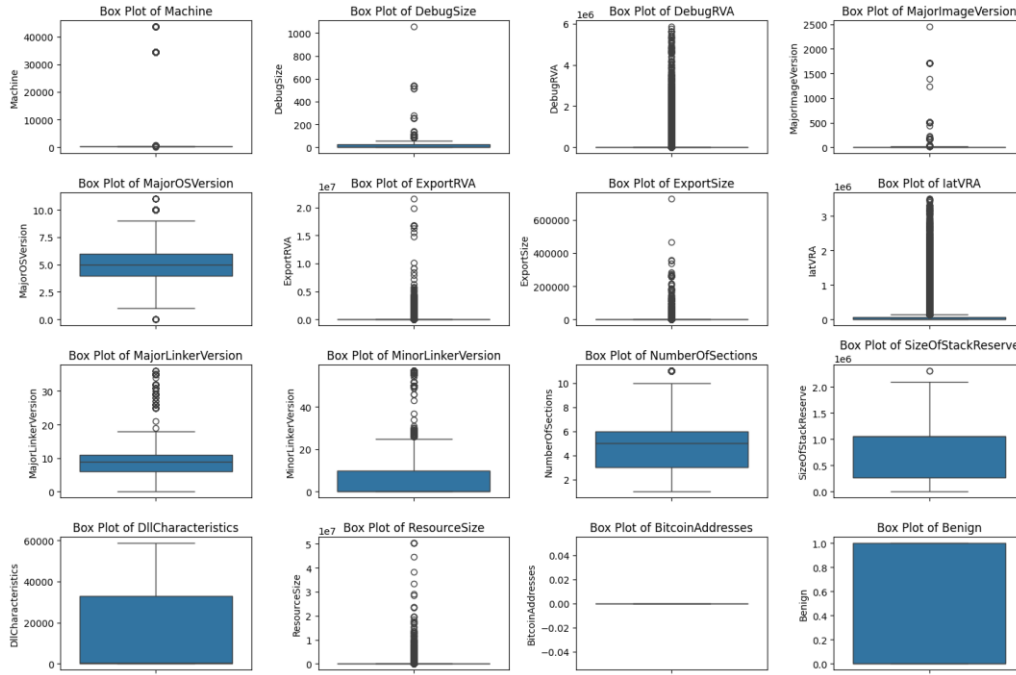 Box Plot of Machine
Machine
40000
30000
20000
10000
0
Box Plot of DebugSize
DebugSize
1000
800
600
400
200
0
Box Plot of DebugRVA
DebugRVA
1e6
6
4
2
0
Box Plot of MajorImageVersion
MajorImageVersion
2500
2000
1500
1000
500
0
Box Plot of MajorOSVersion
MajorOSVersion
10.0
7.5
5.0
2.5
0.0
Box Plot of ExportRVA
ExportRVA
1e7
2.0
1.5
1.0
0.5
0.0
Box Plot of ExportSize
ExportSize
600000
400000
200000
0
Box Plot of IatVRA
IatVRA
1e6
3
2
1
0
Box Plot of MajorLinkerVersion
MajorLinkerVersion
30
20
10
0
Box Plot of MinorLinkerVersion
MinorLinkerVersion
40
20
0
Box Plot of NumberOfSections
NumberOfSections
10
8
6
4
2
Box Plot of SizeOfStackReserve
SizeOfStackReserve
1e6
2.0
1.5
1.0
0.5
0.0
Box Plot of DllCharacteristics
DllCharacteristics
60000
40000
20000
0
Box Plot of ResourceSize
ResourceSize
1e7
5
4
3
2
1
0
Box Plot of BitcoinAddresses
BitcoinAddresses
0.04
0.02
0.00
−0.02
−0.04
Box Plot of Benign
Benign
1.0
0.8
0.6
0.4
0.2
0.0